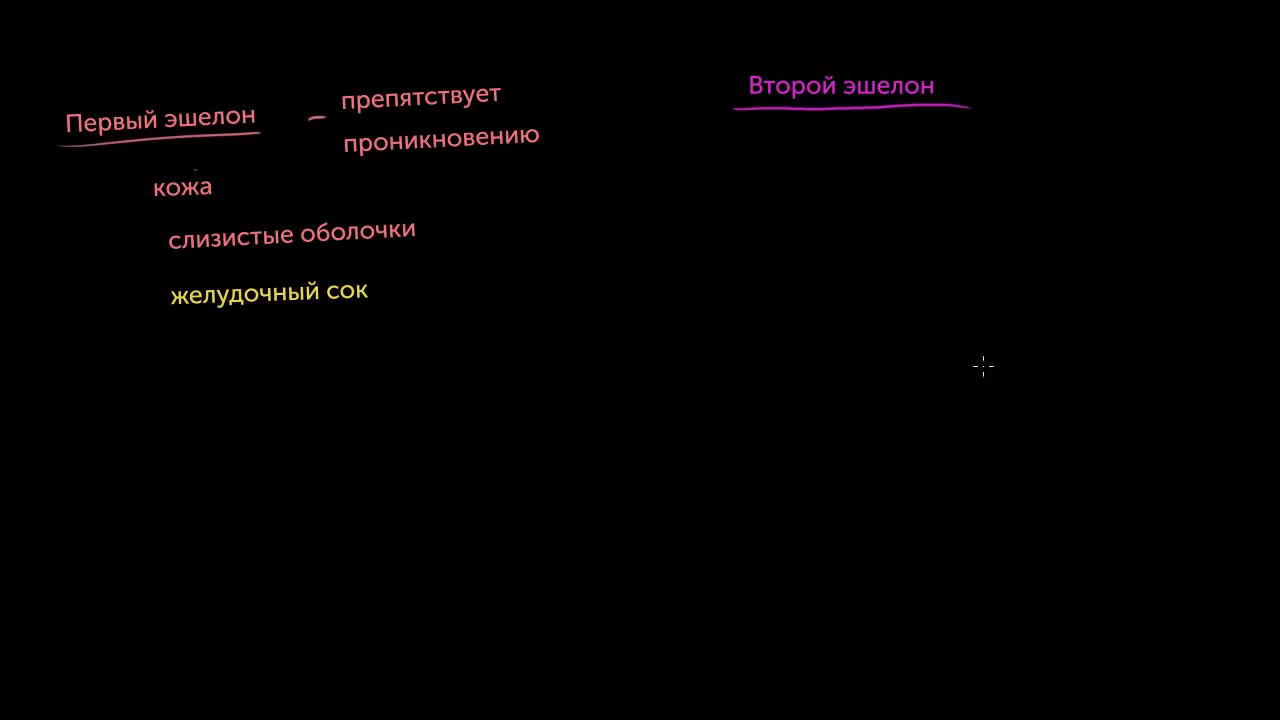 Первый эшелон
препятствует
проникновению
кожа
слизистые оболочки
желудочный сок
Второй эшелон